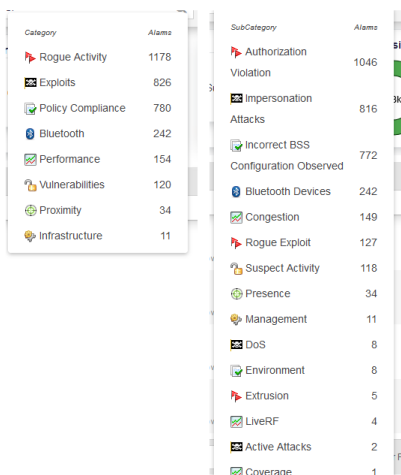 Category Alarms
Rogue Activity 1178
Exploits 826
Policy Compliance 780
Bluetooth 242
Performance 154
Vulnerabilities 120
Proximity 34
Infrastructure 11
SubCategory Alarms
Authorization
Violation 1046
Impersonation
Attacks 816
Incorrect BSS
Configuration Observed 772
Bluetooth Devices 242
Congestion 149
Rogue Exploit 127
Suspect Activity 118
Presence 34
Management 11
DoS 8
Environment 8
Extrusion 5
LiveRF 4
Active Attacks 2
Coverage 1